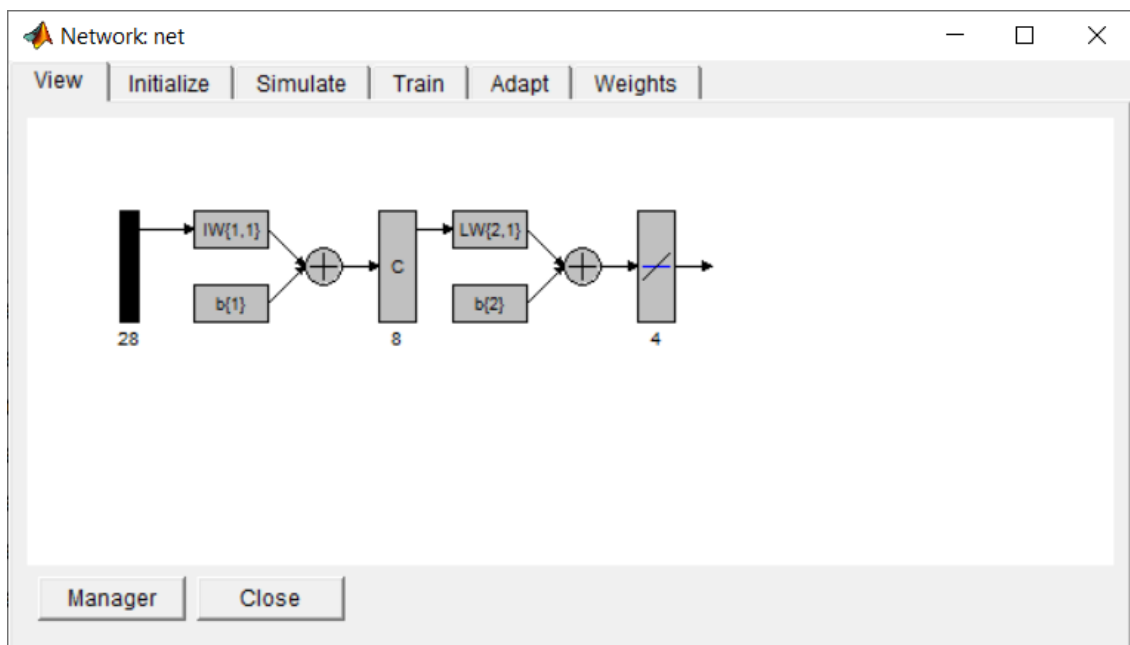 Network: net
View Initialize Simulate Train Adapt Weights
IW{1,1} LW{2,1}
C
b{1} b{2}
28 8 4
Manager Close